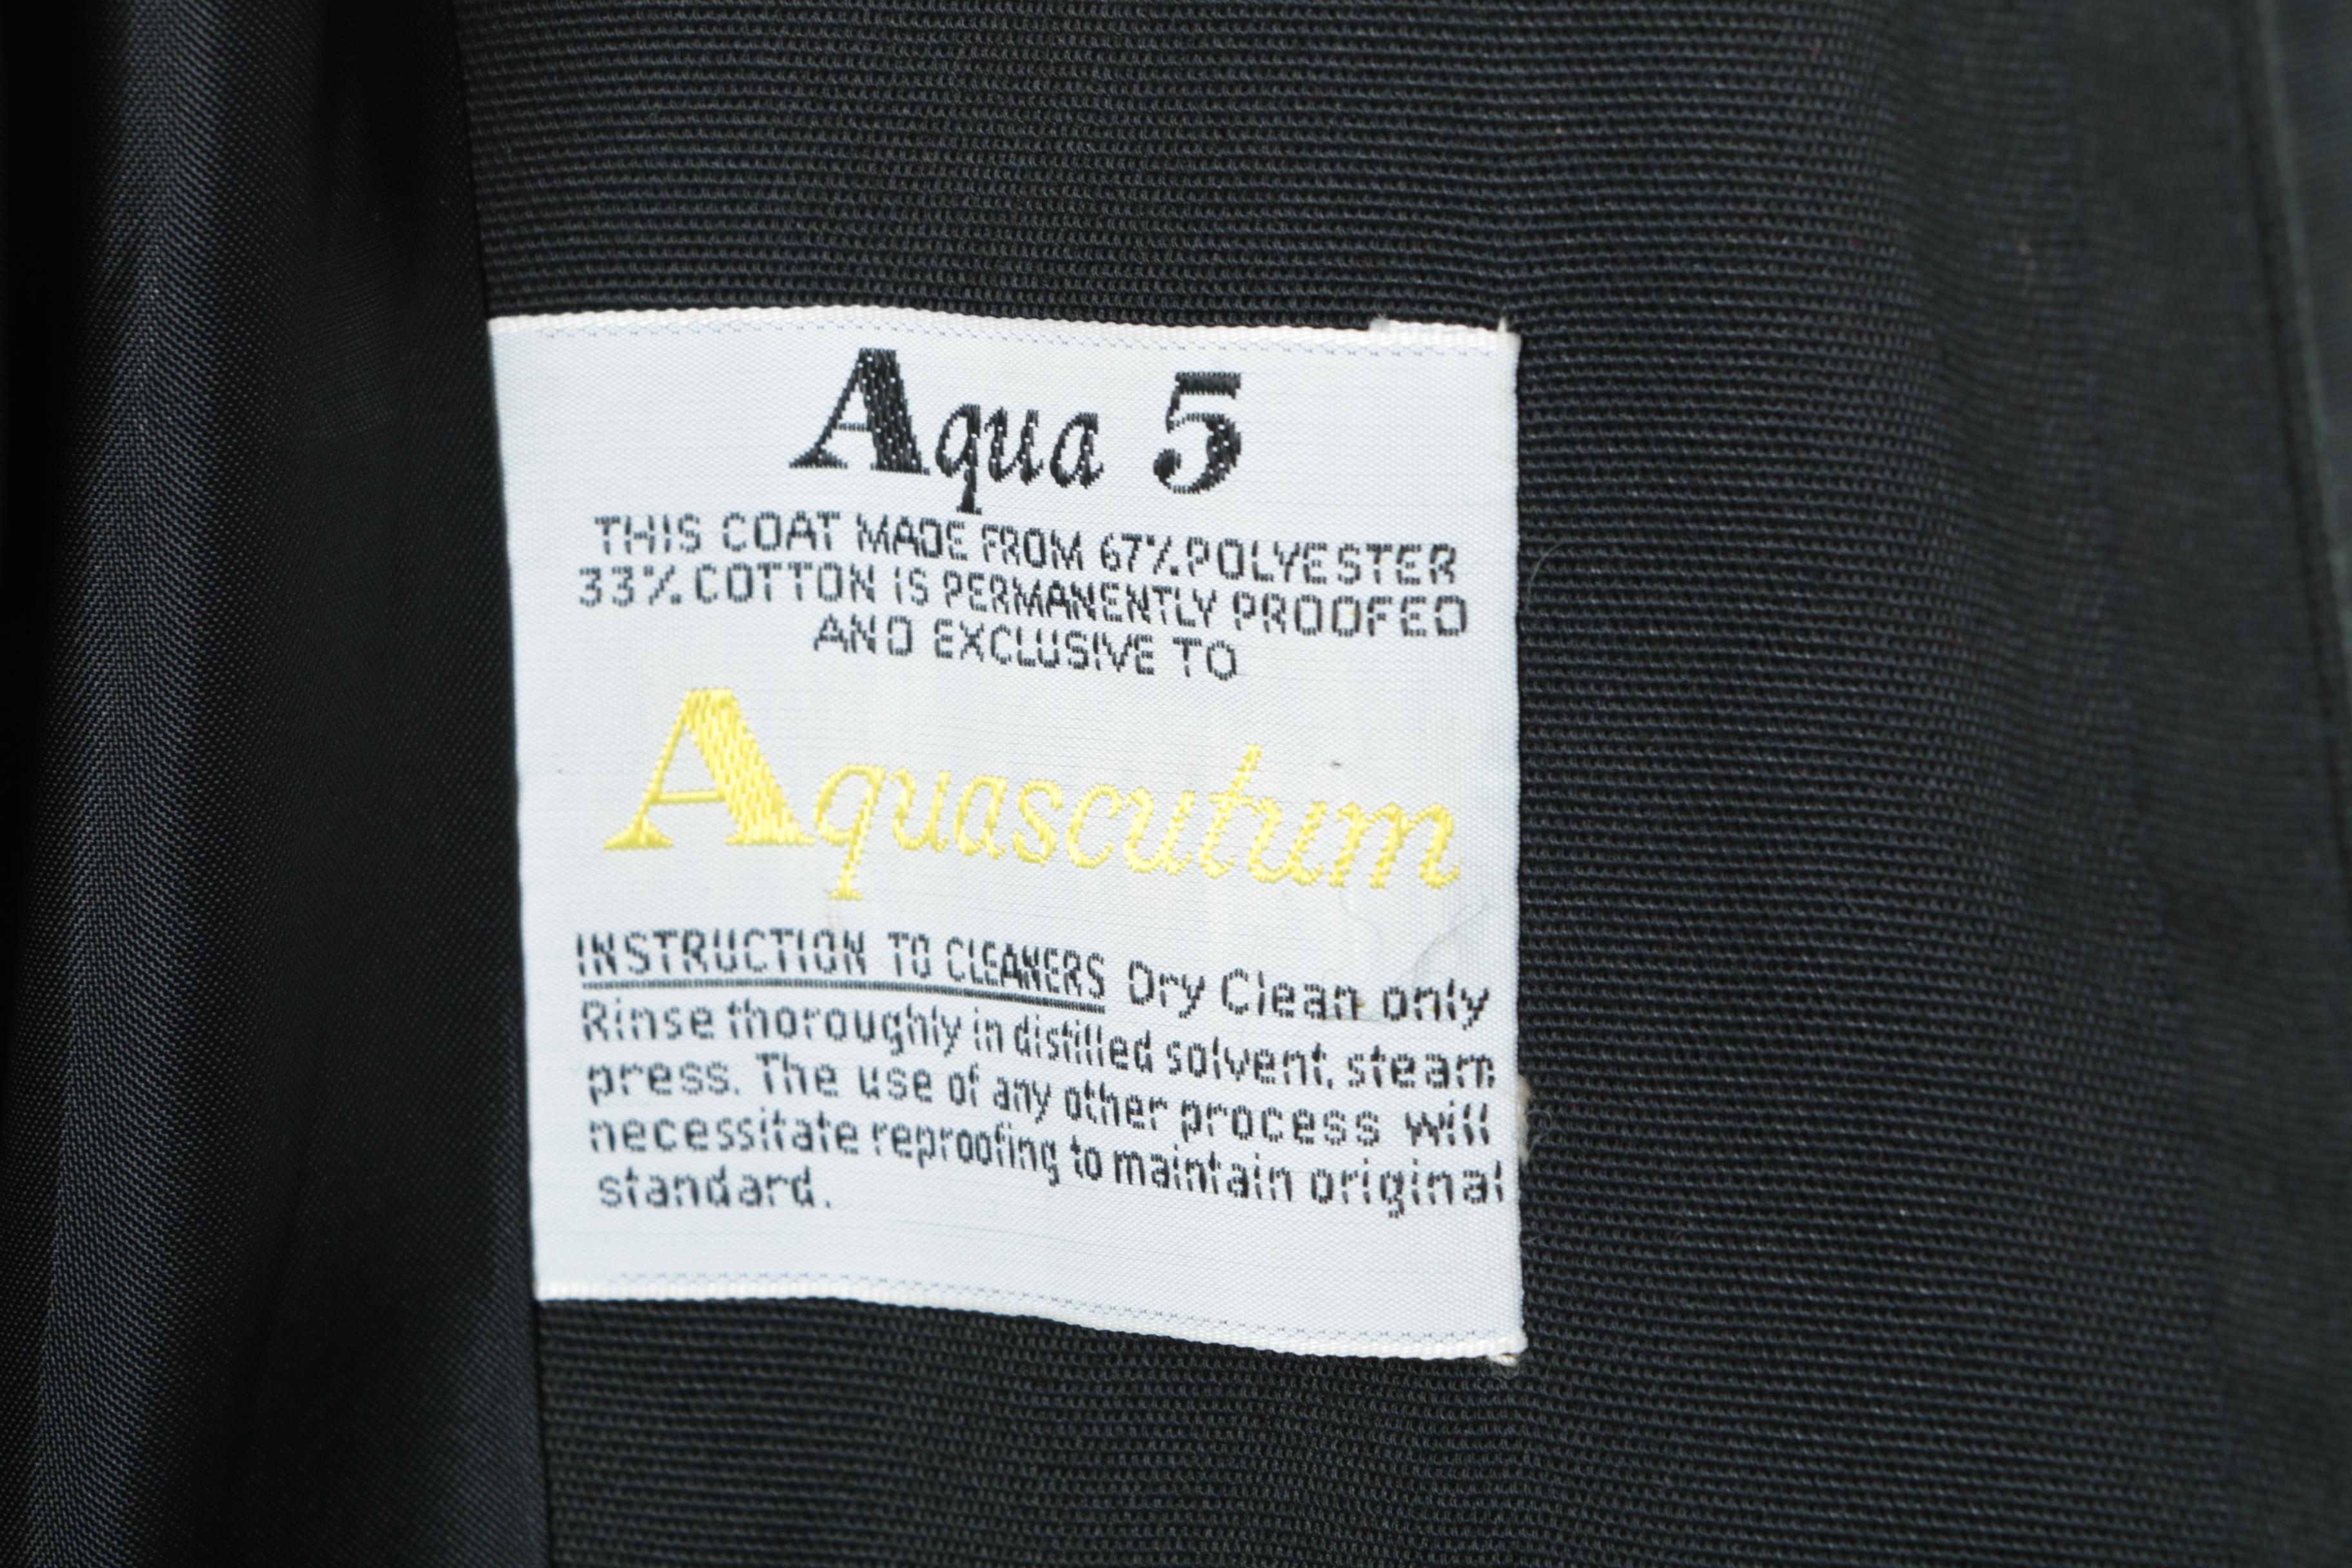 Aqua 5
THIS COAT MADE FROM 67% POLYESTER
33% COTTON IS PERMANENTLY PROOFED
AND EXCLUSIVE TO
Aquascutum
INSTRUCTION TO CLEANERS Dry Clean only
Rinse thoroughly in distilled solvent, steam
press. The use of any other process will
necessitate reproofing to maintain original
standard.